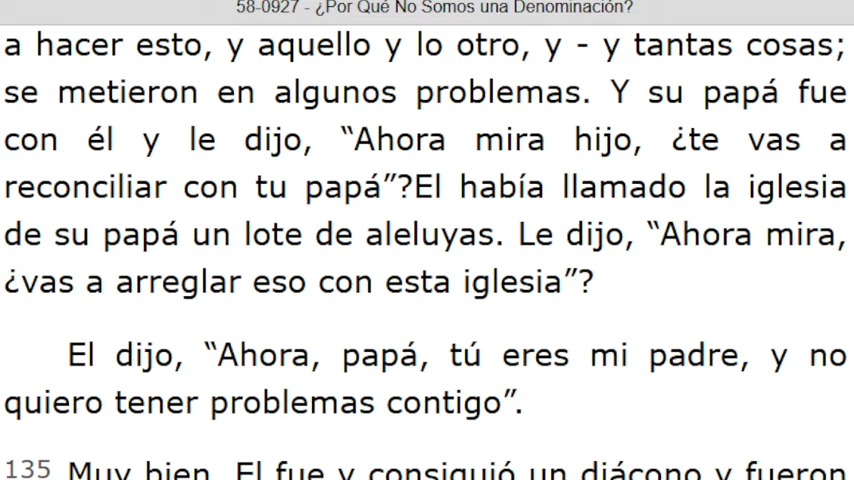 58-0927 - ¿Por Qué No Somos una Denominación?
a hacer esto, y aquello y lo otro, y - y tantas cosas;
se metieron en algunos problemas. Y su papá fue
con él y le dijo, “Ahora mira hijo, ¿te vas a
reconciliar con tu papá”?El había llamado la iglesia
de su papá un lote de aleluyas. Le dijo, “Ahora mira,
¿vas a arreglar eso con esta iglesia”?
El dijo, “Ahora, papá, tú eres mi padre, y no
quiero tener problemas contigo”.
135 Muy bien. El fue y consiguió un diácono y fueron